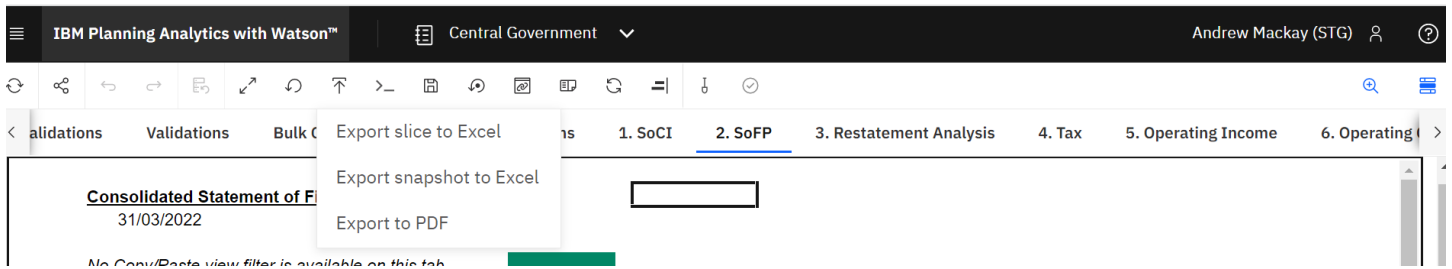 IBM Planning Analytics with Watson™ Central Government Andrew Mackay (STG)
alidations Validations Bulk 1. SoCI 2. SoFP 3. Restatement Analysis 4. Tax 5. Operating Income 6. Operating
Export slice to Excel
Export snapshot to Excel
Export to PDF
Consolidated Statement of Fi
31/03/2022
No Copy/Paste view filter is available on this tab